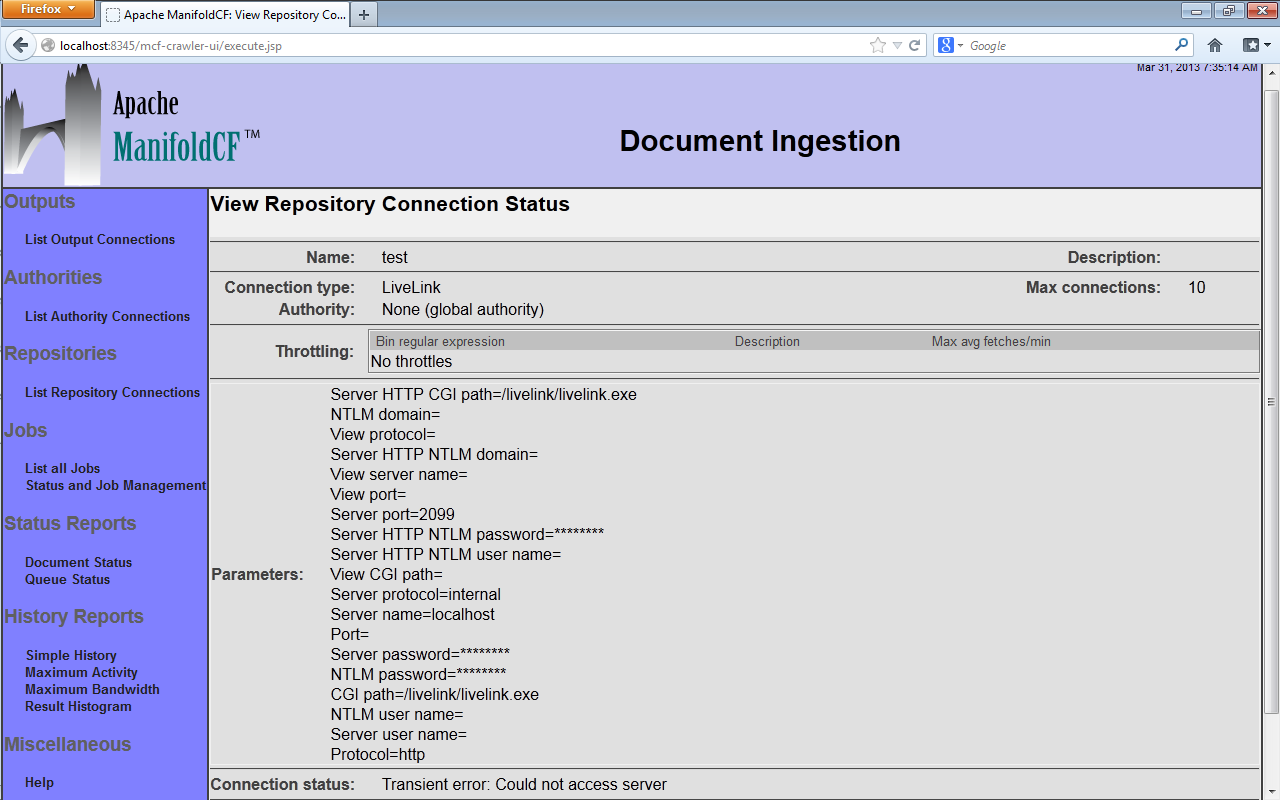 Firefox
Apache ManifoldCF: View Repository Co...
localhost:8345/mcf-crawler-ui/execute.jsp
Google
Mar 31, 2013 7:35:14 AM
Apache
ManifoldCF™
Document Ingestion
Outputs
List Output Connections
Authorities
List Authority Connections
Repositories
List Repository Connections
Jobs
List all Jobs
Status and Job Management
Status Reports
Document Status
Queue Status
History Reports
Simple History
Maximum Activity
Maximum Bandwidth
Result Histogram
Miscellaneous
Help
View Repository Connection Status
Name: test Description:
Connection type: LiveLink Max connections: 10
Authority: None (global authority)
Throttling:
Bin regular expression Description Max avg fetches/min
No throttles
Parameters:
Server HTTP CGI path=/livelink/livelink.exe
NTLM domain=
View protocol=
Server HTTP NTLM domain=
View server name=
View port=
Server port=2099
Server HTTP NTLM password=********
Server HTTP NTLM user name=
View CGI path=
Server protocol=internal
Server name=localhost
Port=
Server password=********
NTLM password=********
CGI path=/livelink/livelink.exe
NTLM user name=
Server user name=
Protocol=http
Connection status: Transient error: Could not access server